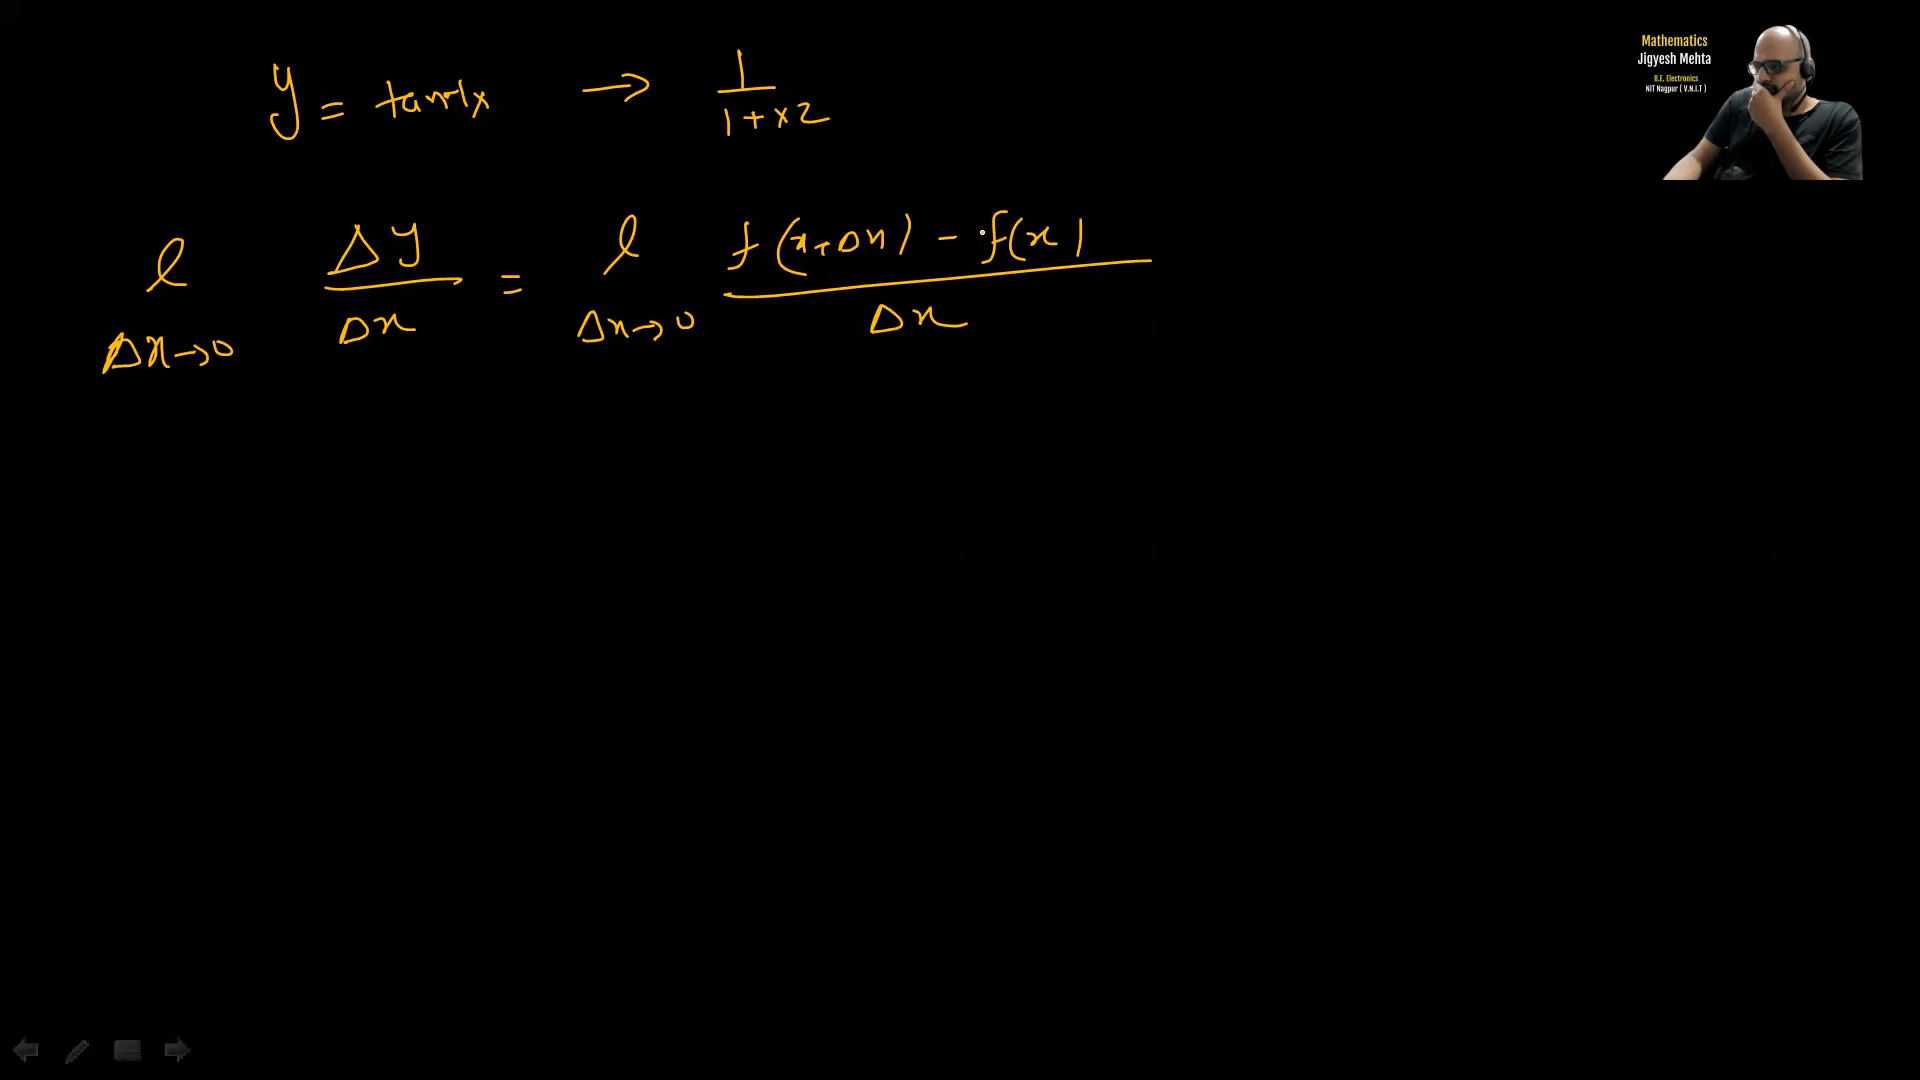 Mathematics
Jigyesh Mehta
B.E. Electronics
NIT Nagpur ( V.N.I.T )
y = tan-1x → 1/(1+x2)
l Δx→0 Δy/Δx = l Δx→0 (f(x+Δx) - f(x))/Δx